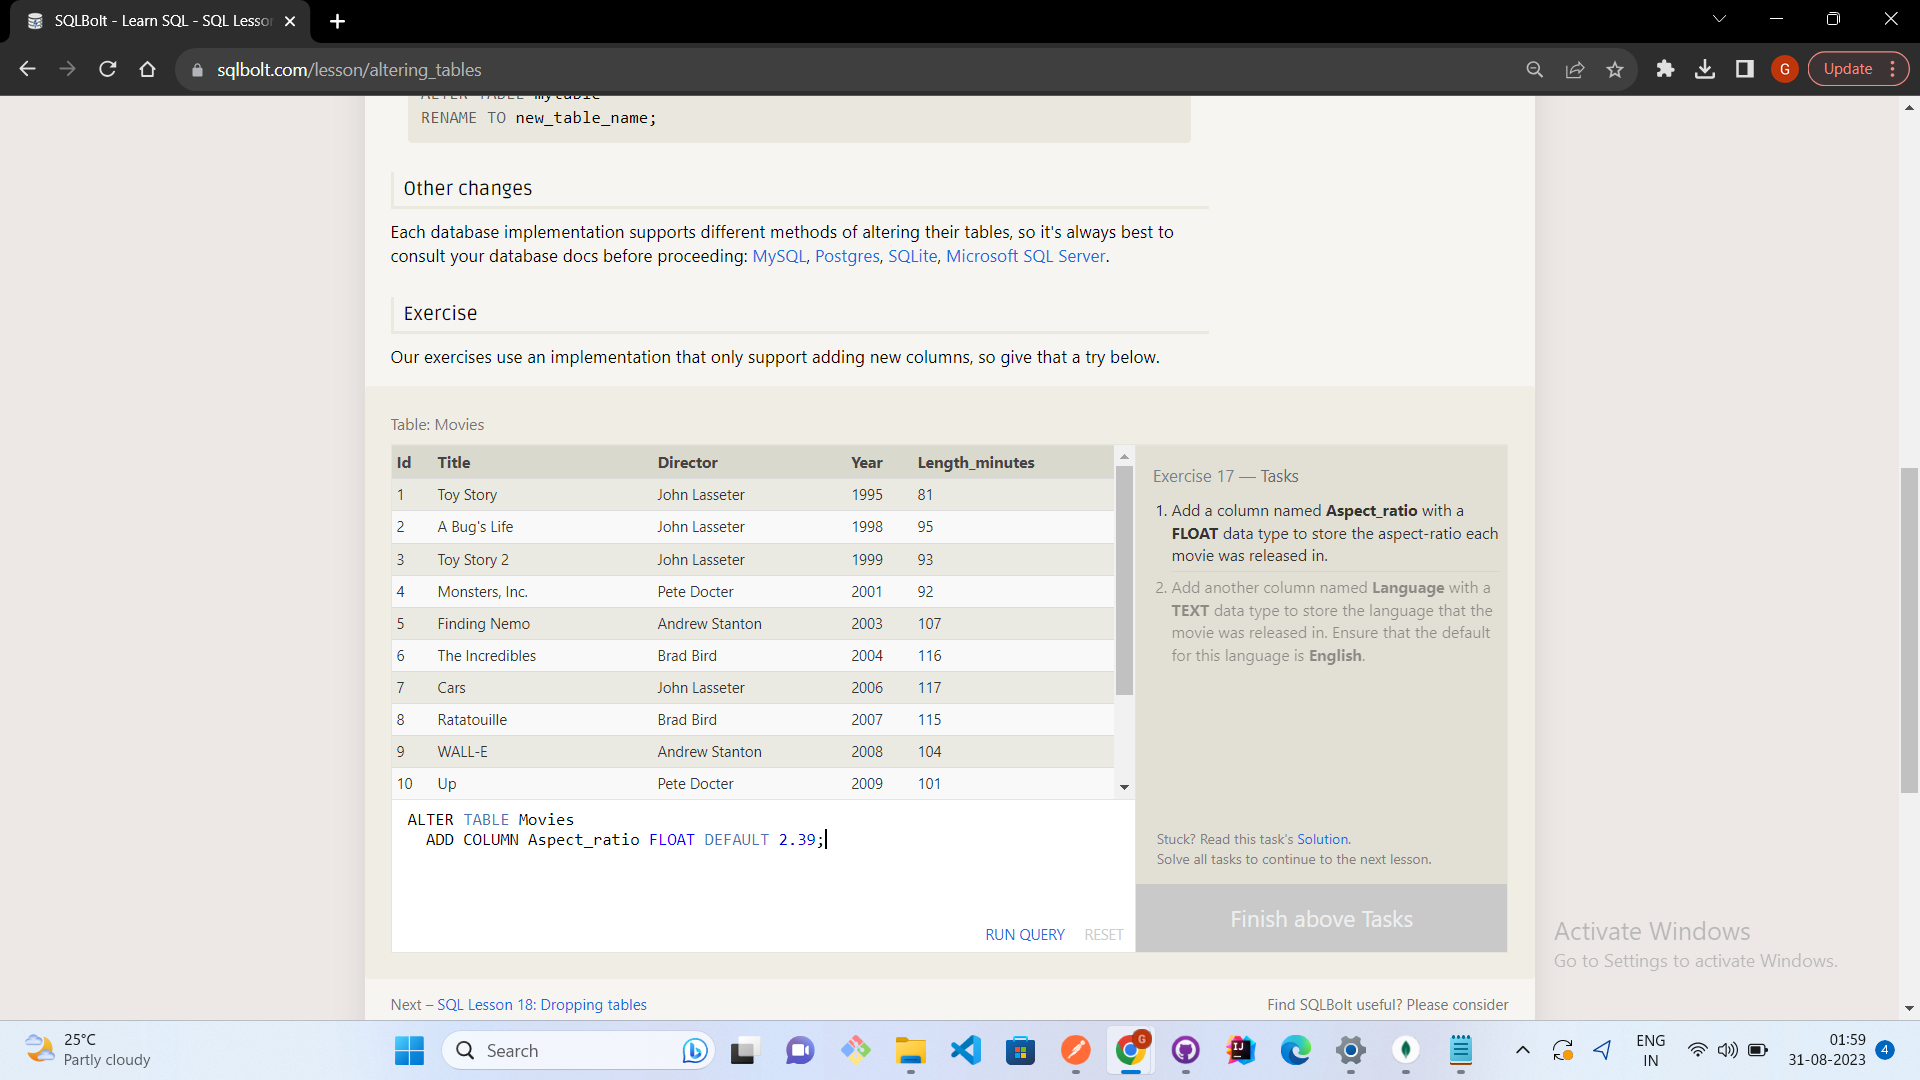 SQLBolt - Learn SQL - SQL Lesso
sqlbolt.com/lesson/altering_tables
G
Update
ALTER TABLE mytable
RENAME TO new_table_name;
Other changes
Each database implementation supports different methods of altering their tables, so it's always best to
consult your database docs before proceeding: MySQL, Postgres, SQLite, Microsoft SQL Server.
Exercise
Our exercises use an implementation that only support adding new columns, so give that a try below.
Table: Movies
Id Title Director Year Length_minutes
1 Toy Story John Lasseter 1995 81
2 A Bug's Life John Lasseter 1998 95
3 Toy Story 2 John Lasseter 1999 93
4 Monsters, Inc. Pete Docter 2001 92
5 Finding Nemo Andrew Stanton 2003 107
6 The Incredibles Brad Bird 2004 116
7 Cars John Lasseter 2006 117
8 Ratatouille Brad Bird 2007 115
9 WALL-E Andrew Stanton 2008 104
10 Up Pete Docter 2009 101
ALTER TABLE Movies
ADD COLUMN Aspect_ratio FLOAT DEFAULT 2.39;
RUN QUERY RESET
Exercise 17 — Tasks
1. Add a column named Aspect_ratio with a
FLOAT data type to store the aspect-ratio each
movie was released in.
2. Add another column named Language with a
TEXT data type to store the language that the
movie was released in. Ensure that the default
for this language is English.
Stuck? Read this task's Solution.
Solve all tasks to continue to the next lesson.
Finish above Tasks
Activate Windows
Go to Settings to activate Windows.
Next – SQL Lesson 18: Dropping tables
Find SQLBolt useful? Please consider
25°C
Partly cloudy
Search
G
IJ
ENG
IN
01:59
31-08-2023
4